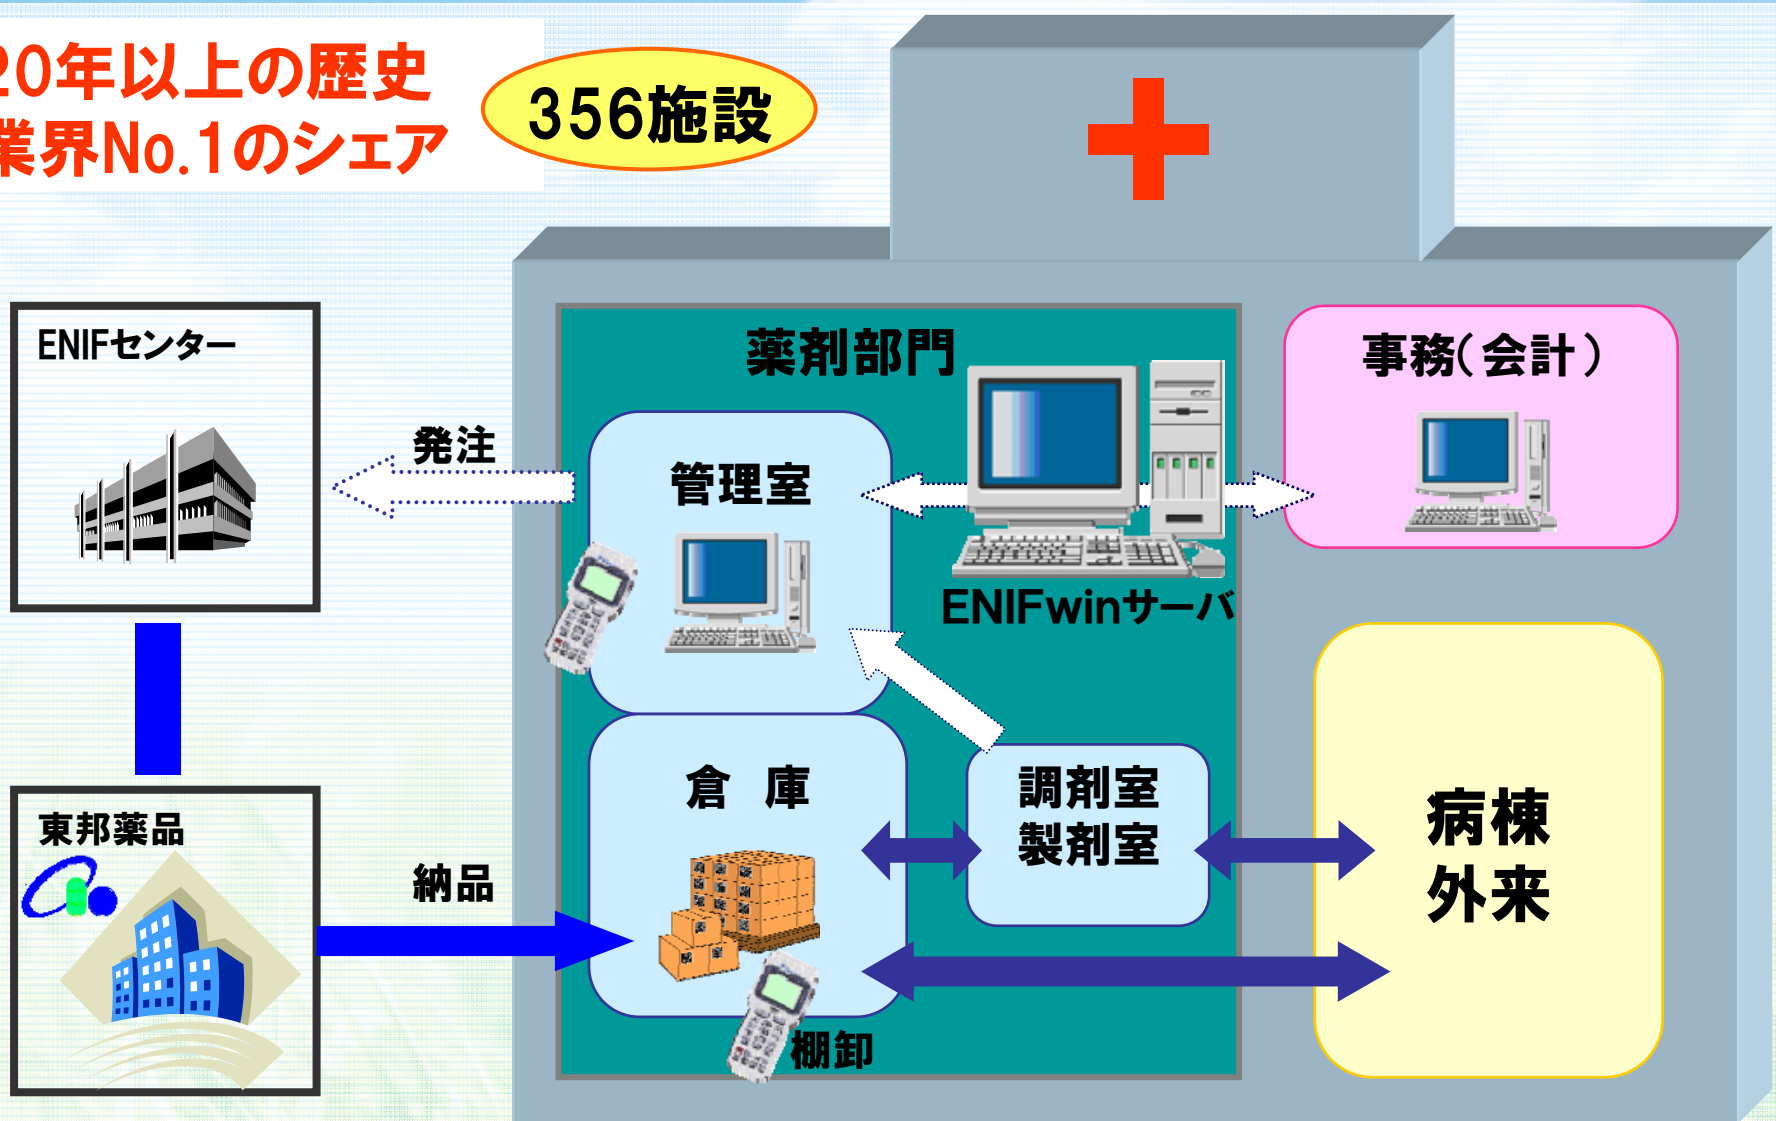 20年以上の歴史
業界No.1のシェア
356施設
ENIFセンター
薬剤部門
事務(会計)
発注
管理室
ENIFwinサーバ
倉 庫
調剤室
製剤室
病棟
外来
東邦薬品
納品
棚卸